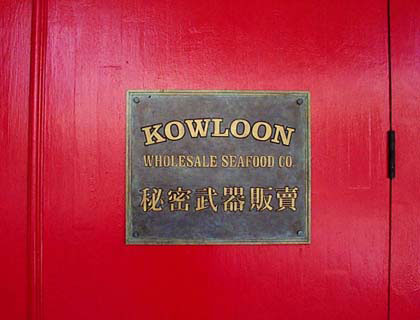 KOWLOON
WHOLESALE SEAFOOD CO.
秘密武器販賣